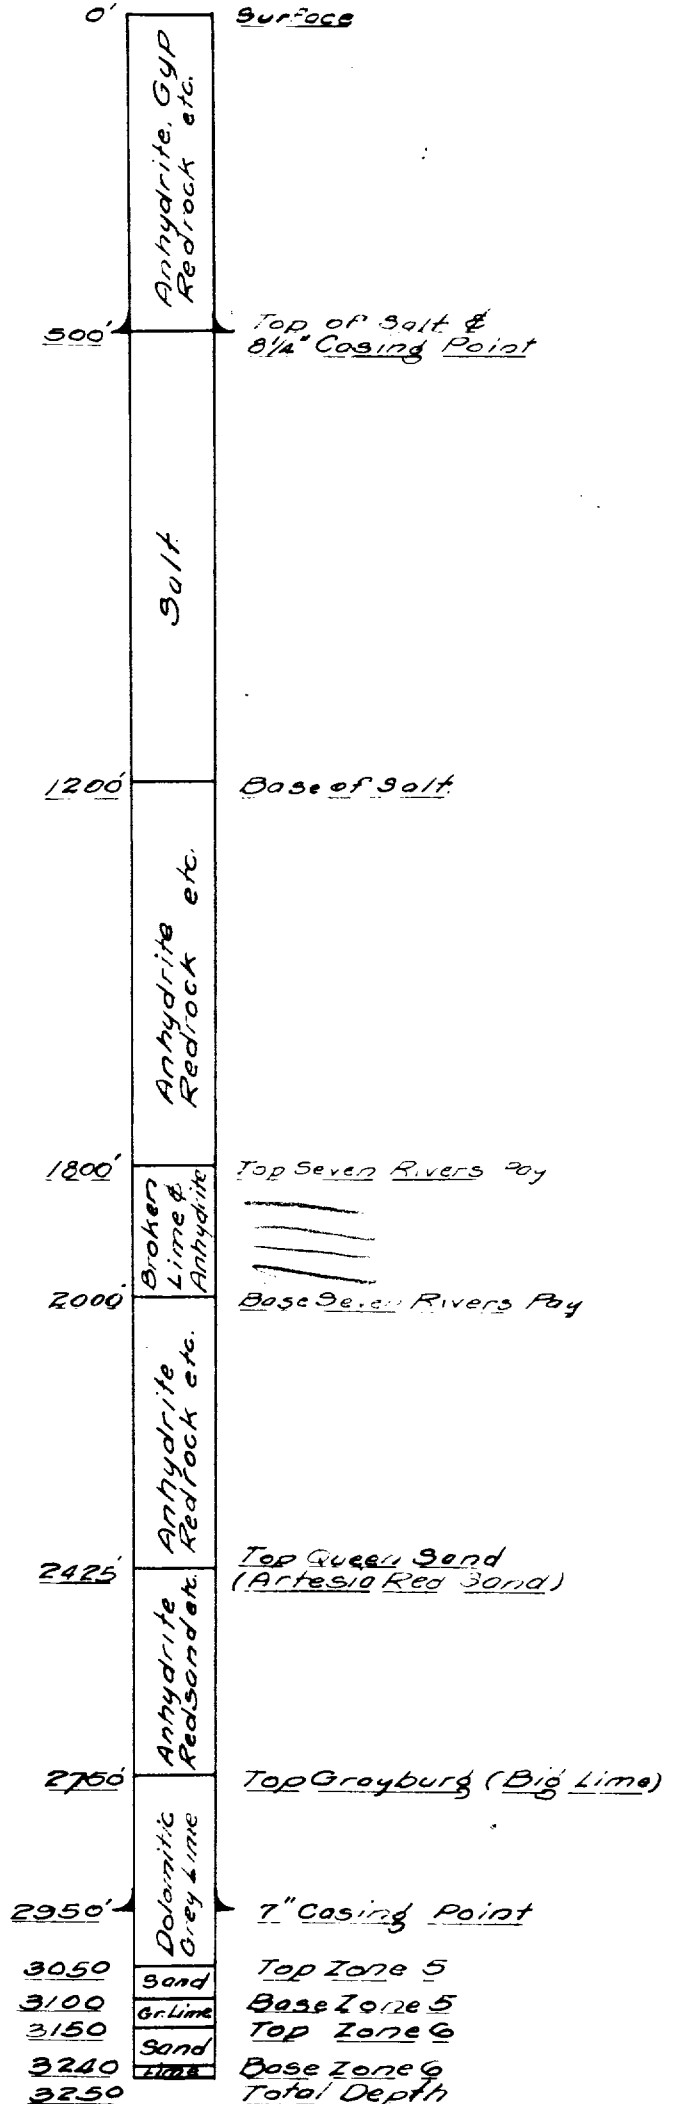 0' Surface
Anhydrite, Gyp
Redrock etc.
500' Top of Salt &
8 1/4" Casing Point
Salt
1200' Base of Salt
Anhydrite
Redrock etc.
1800' Top Seven Rivers Pay
Broken
Lime &
Anhydrite
2000' Base Seven Rivers Pay
Anhydrite
Redrock etc.
2425' Top Queen Sand
(Artesia Red Sand)
Anhydrite
Redsand etc.
2750' Top Grayburg (Big Lime)
Dolomitic
Grey Lime
2950' 7" Casing Point
3050 Top Zone 5
Sand
3100 Base Zone 5
Gr. Lime
3150 Top Zone 6
Sand
3240 Base Zone 6
Lime
3250 Total Depth